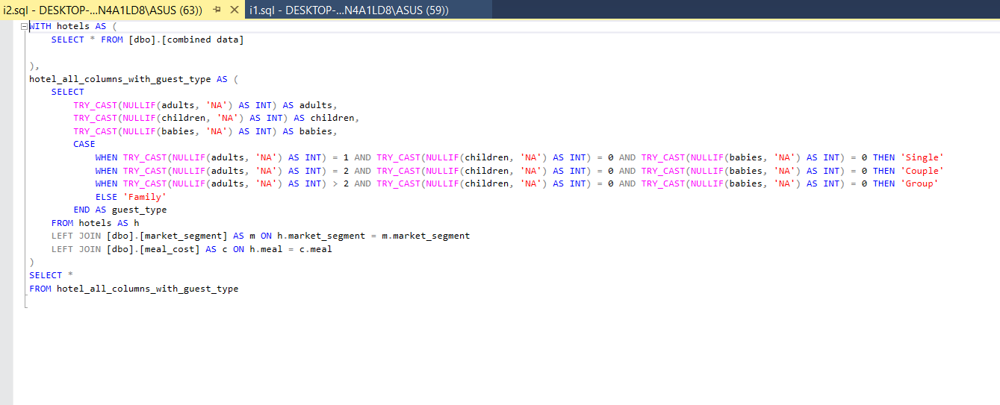 i2.sql - DESKTOP-...N4A1LD8\ASUS (63)) i1.sql - DESKTOP-...N4A1LD8\ASUS (59))
WITH hotels AS (
SELECT * FROM [dbo].[combined data]
),
hotel_all_columns_with_guest_type AS (
SELECT
TRY_CAST(NULLIF(adults, 'NA') AS INT) AS adults,
TRY_CAST(NULLIF(children, 'NA') AS INT) AS children,
TRY_CAST(NULLIF(babies, 'NA') AS INT) AS babies,
CASE
WHEN TRY_CAST(NULLIF(adults, 'NA') AS INT) = 1 AND TRY_CAST(NULLIF(children, 'NA') AS INT) = 0 AND TRY_CAST(NULLIF(babies, 'NA') AS INT) = 0 THEN 'Single'
WHEN TRY_CAST(NULLIF(adults, 'NA') AS INT) = 2 AND TRY_CAST(NULLIF(children, 'NA') AS INT) = 0 AND TRY_CAST(NULLIF(babies, 'NA') AS INT) = 0 THEN 'Couple'
WHEN TRY_CAST(NULLIF(adults, 'NA') AS INT) > 2 AND TRY_CAST(NULLIF(children, 'NA') AS INT) = 0 AND TRY_CAST(NULLIF(babies, 'NA') AS INT) = 0 THEN 'Group'
ELSE 'Family'
END AS guest_type
FROM hotels AS h
LEFT JOIN [dbo].[market_segment] AS m ON h.market_segment = m.market_segment
LEFT JOIN [dbo].[meal_cost] AS c ON h.meal = c.meal
)
SELECT *
FROM hotel_all_columns_with_guest_type